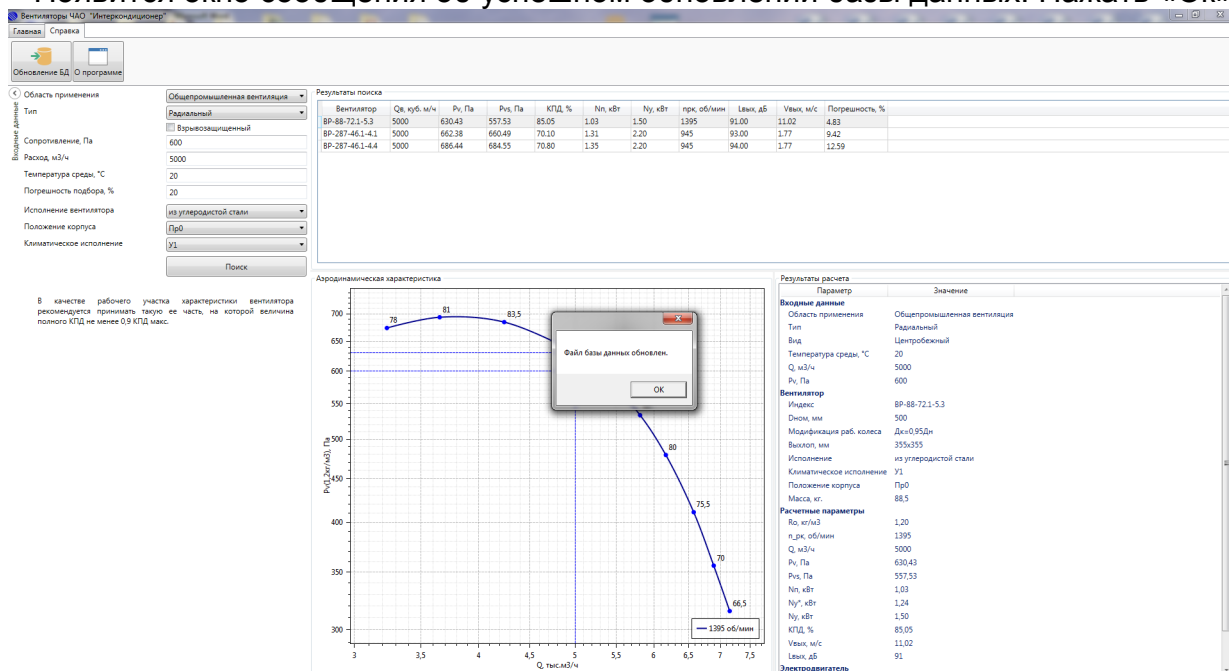 Появится окно сообщения об успешном обновлении базы данных. Нажать «Ок»
Вентиляторы ЧАО "Интеркондиционер"
Главная Справка
Обновление БД О программе
Входные данные
Область применения Общепромышленная вентиляция
Тип Радиальный
Взрывозащищенный
Сопротивление, Па 600
Расход, м3/ч 5000
Температура среды, °С 20
Погрешность подбора, % 20
Исполнение вентилятора из углеродистой стали
Положение корпуса Пр0
Климатическое исполнение У1
Поиск
В качестве рабочего участка характеристики вентилятора
рекомендуется принимать такую ее часть, на которой величина
полного КПД не менее 0,9 КПД макс.
Результаты поиска
Вентилятор Qв, куб. м/ч Pv, Па Pvs, Па КПД, % Nп, кВт Ny, кВт nрк, об/мин Lвых, дБ Vвых, м/с Погрешность, %
ВР-88-72.1-5.3 5000 630.43 557.53 85.05 1.03 1.50 1395 91.00 11.02 4.83
ВР-287-46.1-4.1 5000 662.38 660.49 70.10 1.31 2.20 945 93.00 1.77 9.42
ВР-287-46.1-4.4 5000 686.44 684.55 70.80 1.35 2.20 945 94.00 1.77 12.59
Аэродинамическая характеристика
Pv(1,2кг/м3), Па
700
650
600
550
500
450
400
350
300
78
81
83,5
80
75,5
70
66,5
1395 об/мин
3 3,5 4 4,5 5 5,5 6 6,5 7 7,5
Q, тыс.м3/ч
Файл базы данных обновлен.
OK
Результаты расчета
Параметр Значение
Входные данные
Область применения Общепромышленная вентиляция
Тип Радиальный
Вид Центробежный
Температура среды, °С 20
Q, м3/ч 5000
Pv, Па 600
Вентилятор
Индекс ВР-88-72.1-5.3
Dном, мм 500
Модификация раб. колеса Дк=0,95Дн
Выхлоп, мм 355x355
Исполнение из углеродистой стали
Климатическое исполнение У1
Положение корпуса Пр0
Масса, кг. 88,5
Расчетные параметры
Ro, кг/м3 1,20
n_рк, об/мин 1395
Q, м3/ч 5000
Pv, Па 630,43
Pvs, Па 557,53
Nп, кВт 1,03
Ny*, кВт 1,24
Ny, кВт 1,50
КПД, % 85,05
Vвых, м/с 11,02
Lвых, дБ 91
Электродвигатель